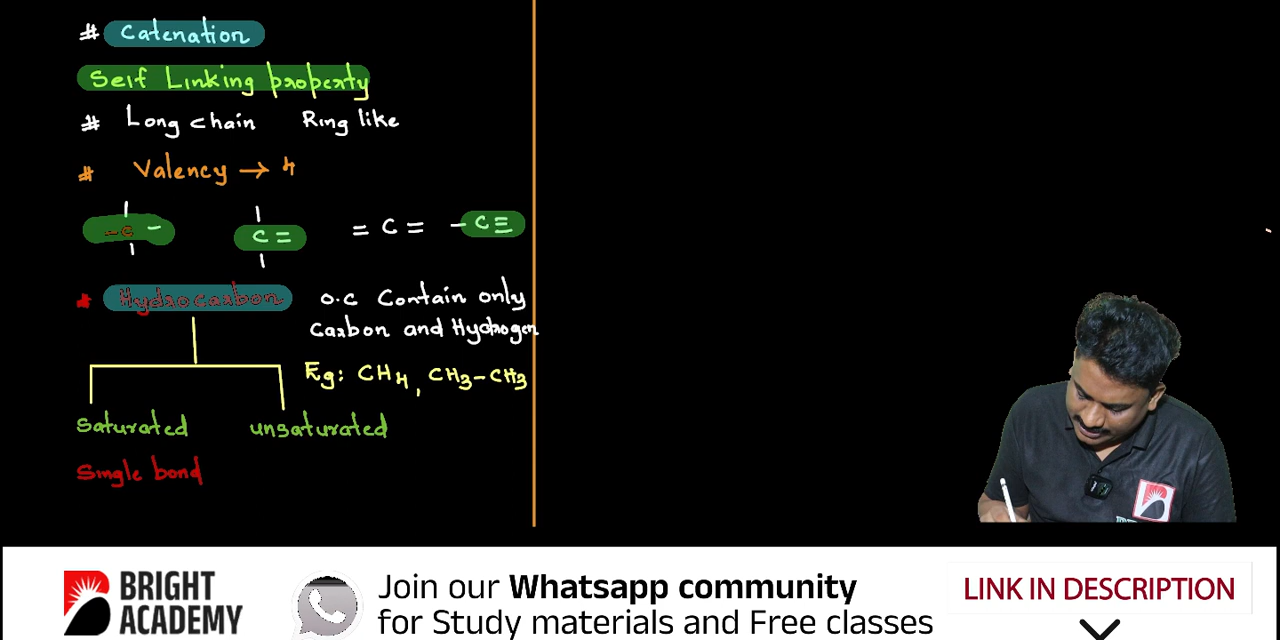 # Catenation
Self Linking property
# Long chain Ring like
# Valency → 4
-C- C= =C= -C≡
* Hydrocarbon O.C Contain only
Carbon and Hydrogen
Eg: CH4, CH3-CH3
Saturated unsaturated
Single bond
BRIGHT
ACADEMY
Join our Whatsapp community
for Study materials and Free classes
LINK IN DESCRIPTION